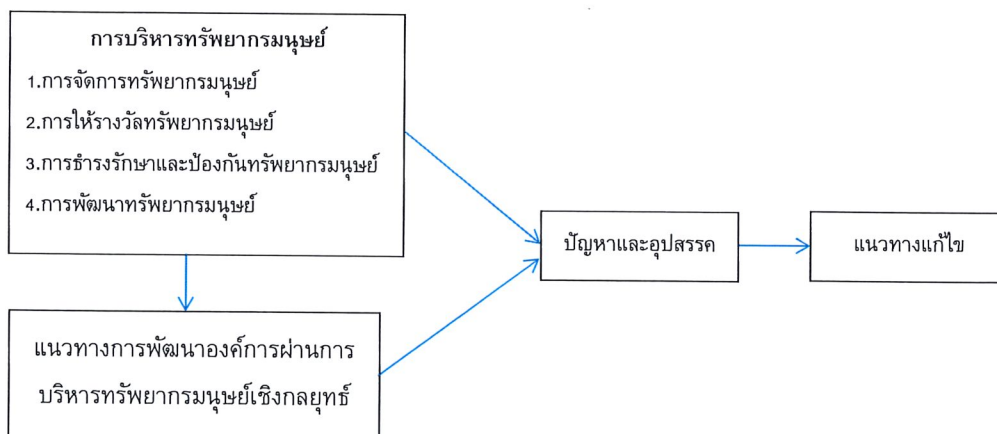 การบริหารทรัพยากรมนุษย์
1.การจัดการทรัพยากรมนุษย์
2.การให้รางวัลทรัพยากรมนุษย์
3.การธำรงรักษาและป้องกันทรัพยากรมนุษย์
4.การพัฒนาทรัพยากรมนุษย์
ปัญหาและอุปสรรค
แนวทางแก้ไข
แนวทางการพัฒนาองค์การผ่านการ
บริหารทรัพยากรมนุษย์เชิงกลยุทธ์